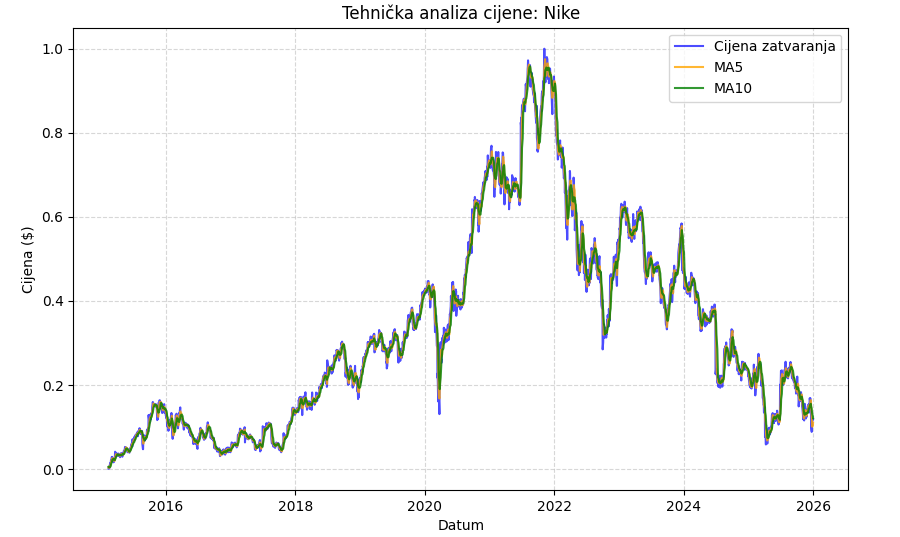 Tehnička analiza cijene: Nike
Cijena zatvaranja
MA5
MA10
Cijena ($)
1.0
0.8
0.6
0.4
0.2
0.0
2016
2018
2020
2022
2024
2026
Datum